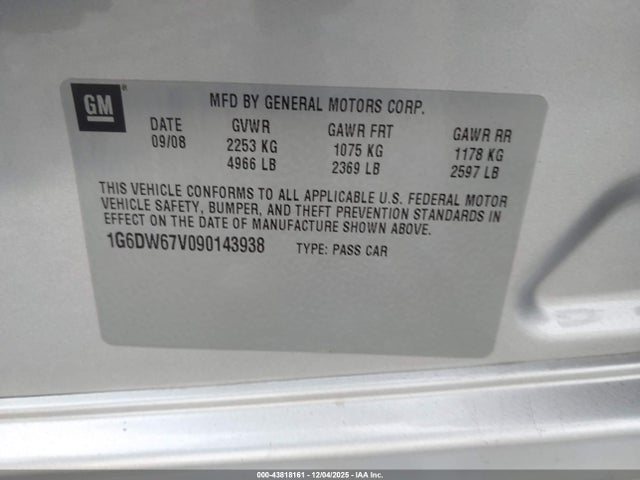 GM®
MFD BY GENERAL MOTORS CORP.
DATE GVWR GAWR FRT GAWR RR
09/08 2253 KG 1075 KG 1178 KG
4966 LB 2369 LB 2597 LB
THIS VEHICLE CONFORMS TO ALL APPLICABLE U.S. FEDERAL MOTOR
VEHICLE SAFETY, BUMPER, AND THEFT PREVENTION STANDARDS IN
EFFECT ON THE DATE OF MANUFACTURE SHOWN ABOVE.
1G6DW67V090143938 TYPE: PASS CAR
000-43818161 - 12/04/2025 - IAA Inc.